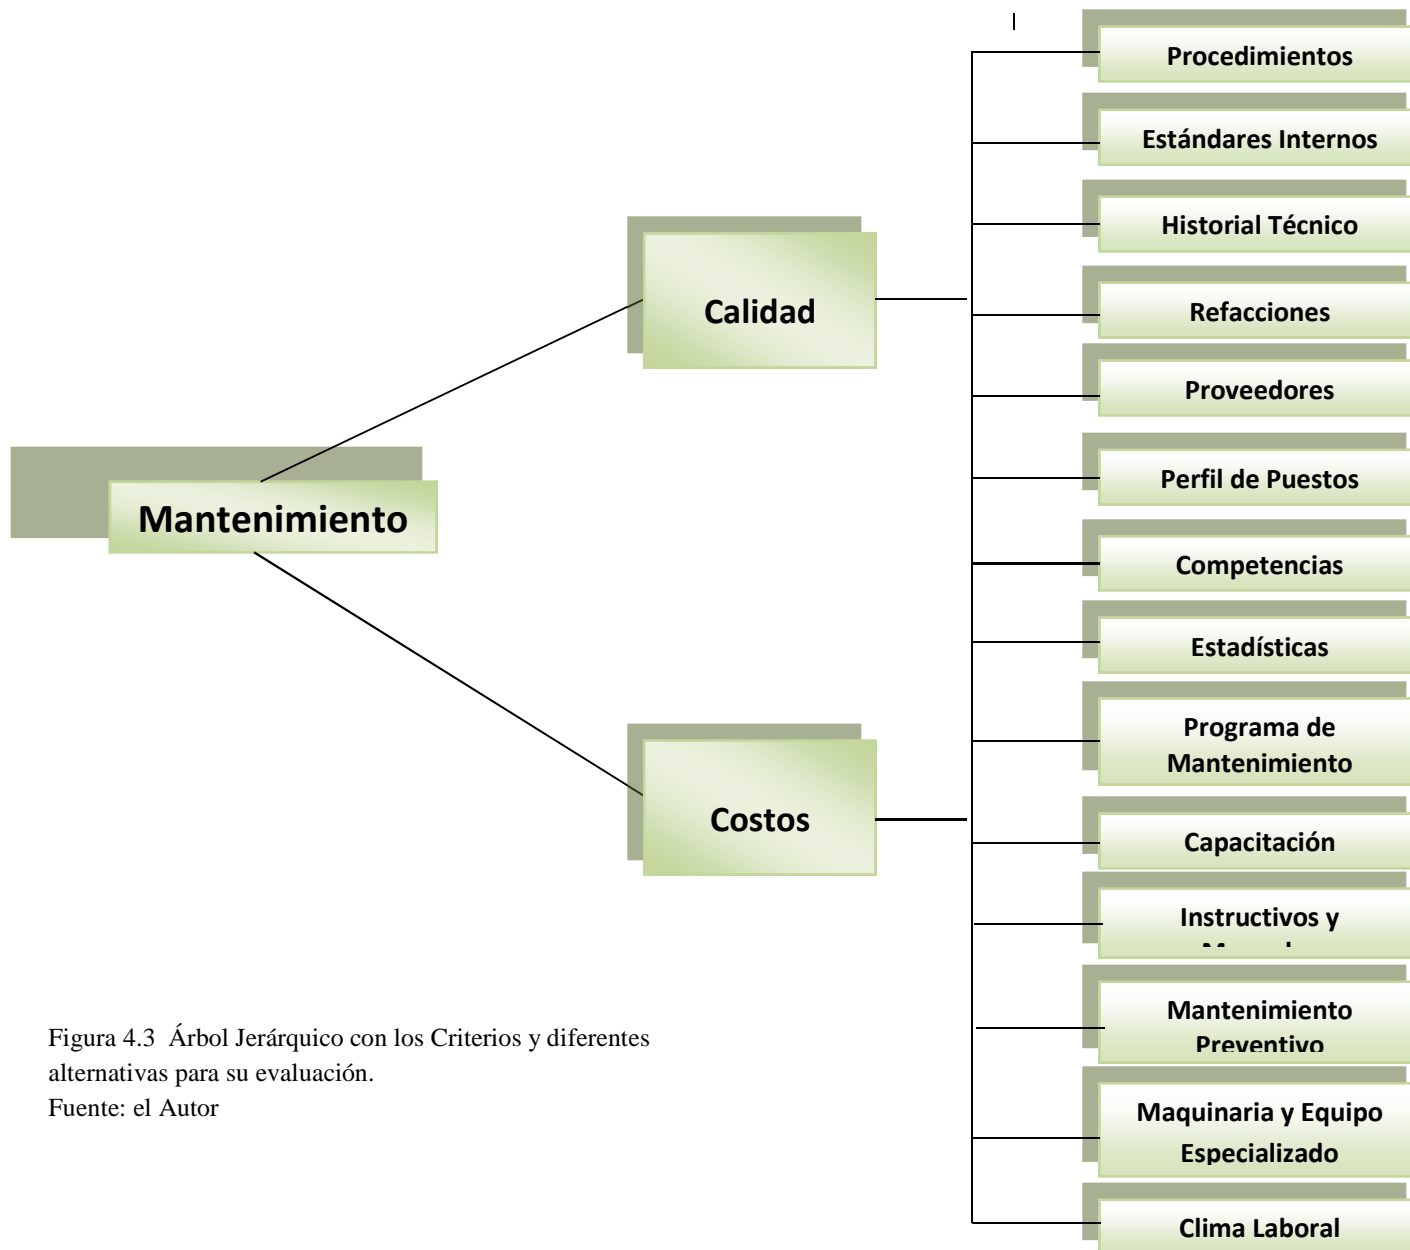 Procedimientos
Estándares Internos
Historial Técnico
Refacciones
Calidad
Proveedores
Perfil de Puestos
Mantenimiento
Competencias
Estadísticas
Programa de
Mantenimiento
Costos
Capacitación
Instructivos y
Mantenimiento
Preventivo
Maquinaria y Equipo
Especializado
Clima Laboral
Figura 4.3  Árbol Jerárquico con los Criterios y diferentes
alternativas para su evaluación.
Fuente: el Autor